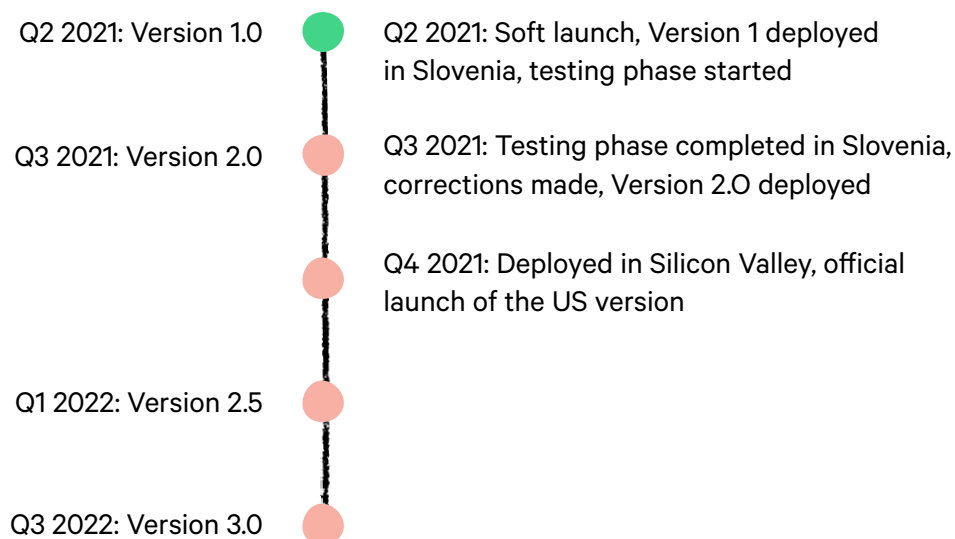 Q2 2021: Version 1.0
Q2 2021: Soft launch, Version 1 deployed
in Slovenia, testing phase started
Q3 2021: Version 2.0
Q3 2021: Testing phase completed in Slovenia,
corrections made, Version 2.0 deployed
Q4 2021: Deployed in Silicon Valley, official
launch of the US version
Q1 2022: Version 2.5
Q3 2022: Version 3.0